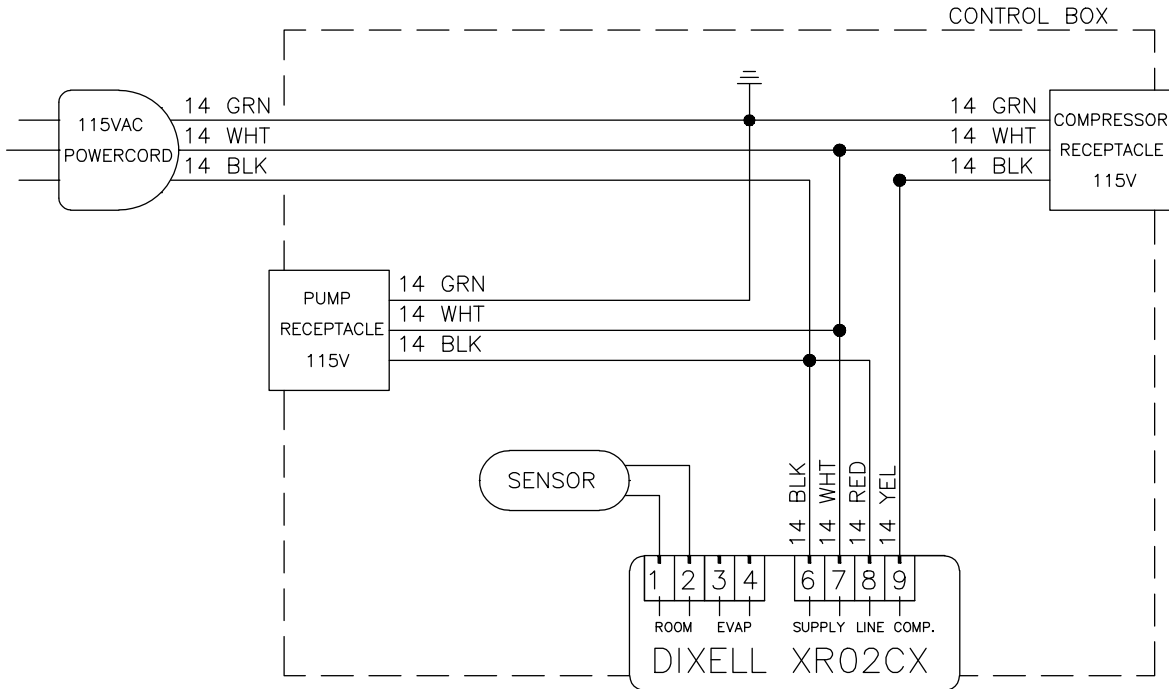 CONTROL BOX
115VAC
POWERCORD
14 GRN
14 WHT
14 BLK
14 GRN
14 WHT
14 BLK
COMPRESSOR
RECEPTACLE
115V
PUMP
RECEPTACLE
115V
14 GRN
14 WHT
14 BLK
SENSOR
14 BLK
14 WHT
14 RED
14 YEL
1 2 3 4 6 7 8 9
ROOM EVAP SUPPLY LINE COMP.
DIXELL XR02CX